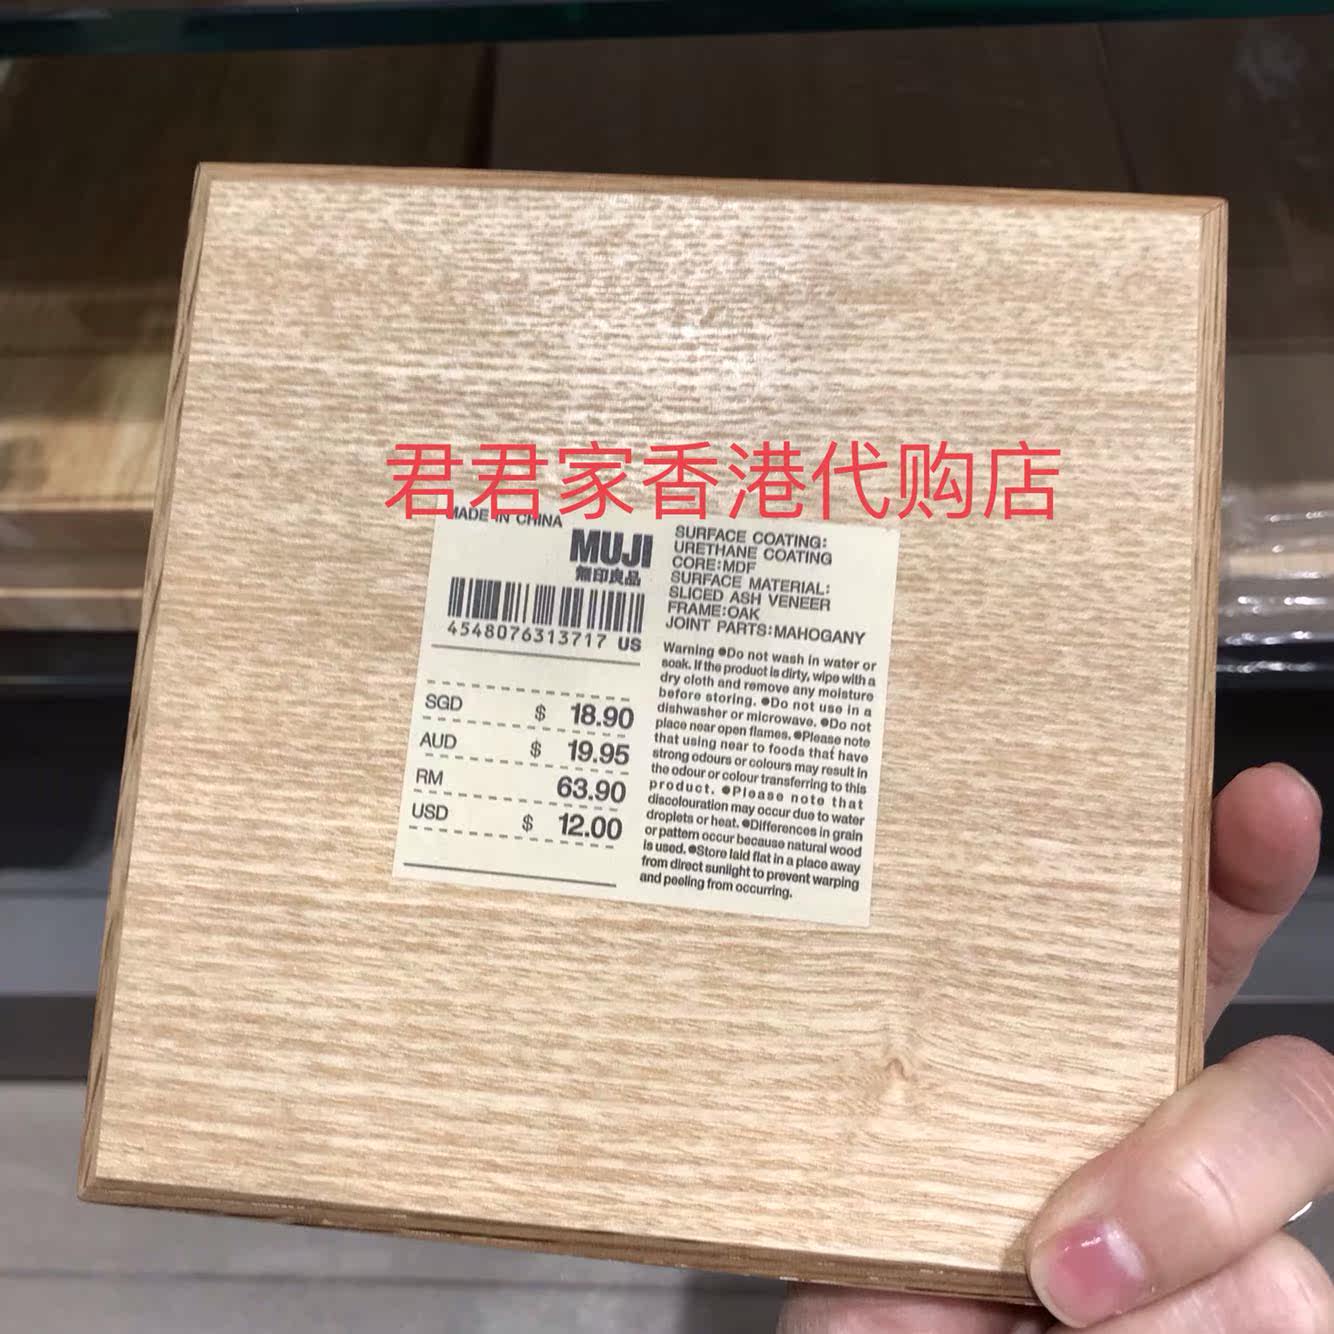 君君家香港代购店
MADE IN CHINA
MUJI
無印良品
4548076313717 US
SGD $ 18.90
AUD $ 19.95
RM 63.90
USD $ 12.00
SURFACE COATING:
URETHANE COATING
CORE:MDF
SURFACE MATERIAL:
SLICED ASH VENEER
FRAME:OAK
JOINT PARTS:MAHOGANY
Warning ●Do not wash in water or
soak. If the product is dirty, wipe with a
dry cloth and remove any moisture
before storing. ●Do not use in a
dishwasher or microwave. ●Do not
place near open flames. ●Please note
that using near to foods that have
strong odours or colours may result in
the odour or colour transferring to this
product. ●Please note that
discolouration may occur due to water
droplets or heat. ●Differences in grain
or pattern occur because natural wood
is used. ●Store laid flat in a place away
from direct sunlight to prevent warping
and peeling from occurring.